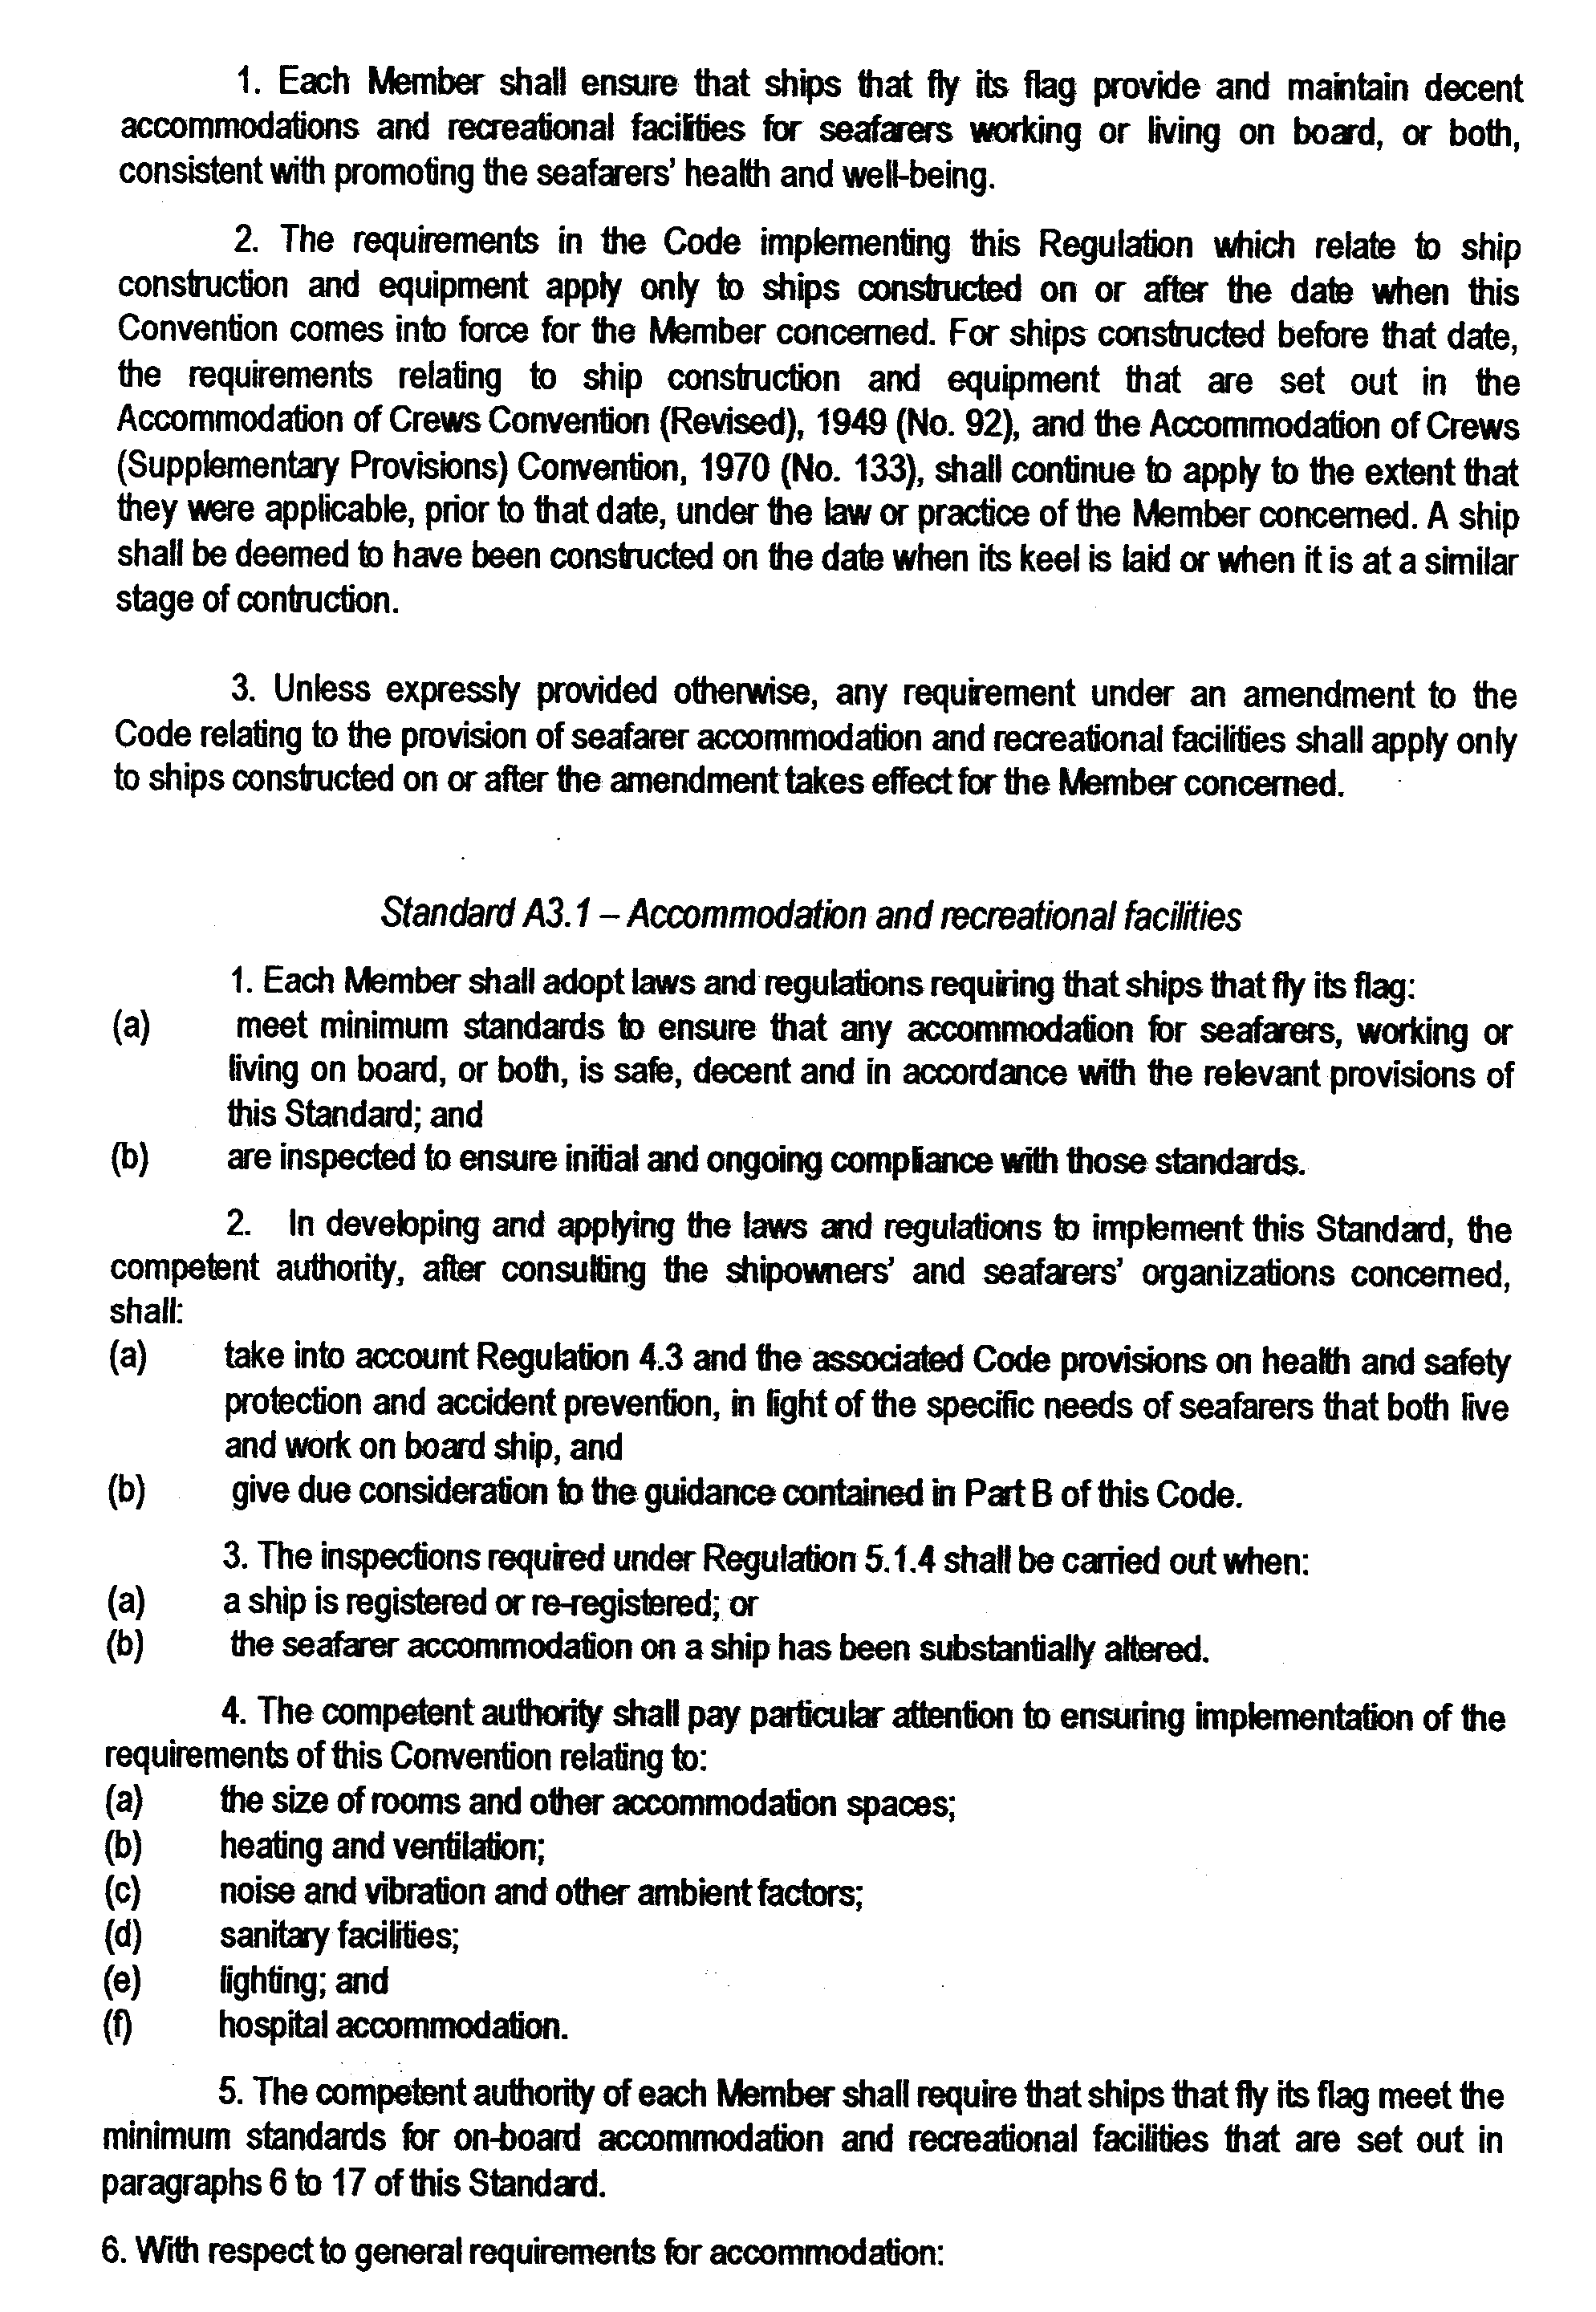 1. Each Member shall ensure that ships that fly its flag provide and maintain decent
accommodations and recreational facilities for seafarers working or living on board, or both,
consistent with promoting the seafarers' health and well-being.
2. The requirements in the Code implementing this Regulation which relate to ship
construction and equipment apply only to ships constructed on or after the date when this
Convention comes into force for the Member concerned. For ships constructed before that date,
the requirements relating to ship construction and equipment that are set out in the
Accommodation of Crews Convention (Revised), 1949 (No. 92), and the Accommodation of Crews
(Supplementary Provisions) Convention, 1970 (No. 133), shall continue to apply to the extent that
they were applicable, prior to that date, under the law or practice of the Member concerned. A ship
shall be deemed to have been constructed on the date when its keel is laid or when it is at a similar
stage of contruction.
3. Unless expressly provided otherwise, any requirement under an amendment to the
Code relating to the provision of seafarer accommodation and recreational facilities shall apply only
to ships constructed on or after the amendment takes effect for the Member concerned.
Standard A3.1 – Accommodation and recreational facilities
1. Each Member shall adopt laws and regulations requiring that ships that fly its flag:
(a) meet minimum standards to ensure that any accommodation for seafarers, working or
living on board, or both, is safe, decent and in accordance with the relevant provisions of
this Standard; and
(b) are inspected to ensure initial and ongoing compliance with those standards.
2. In developing and applying the laws and regulations to implement this Standard, the
competent authority, after consulting the shipowners' and seafarers' organizations concerned,
shall:
(a) take into account Regulation 4.3 and the associated Code provisions on health and safety
protection and accident prevention, in light of the specific needs of seafarers that both live
and work on board ship, and
(b) give due consideration to the guidance contained in Part B of this Code.
3. The inspections required under Regulation 5.1.4 shall be carried out when:
(a) a ship is registered or re-registered; or
(b) the seafarer accommodation on a ship has been substantially altered.
4. The competent authority shall pay particular attention to ensuring implementation of the
requirements of this Convention relating to:
(a) the size of rooms and other accommodation spaces;
(b) heating and ventilation;
(c) noise and vibration and other ambient factors;
(d) sanitary facilities;
(e) lighting; and
(f) hospital accommodation.
5. The competent authority of each Member shall require that ships that fly its flag meet the
minimum standards for on-board accommodation and recreational facilities that are set out in
paragraphs 6 to 17 of this Standard.
6. With respect to general requirements for accommodation: